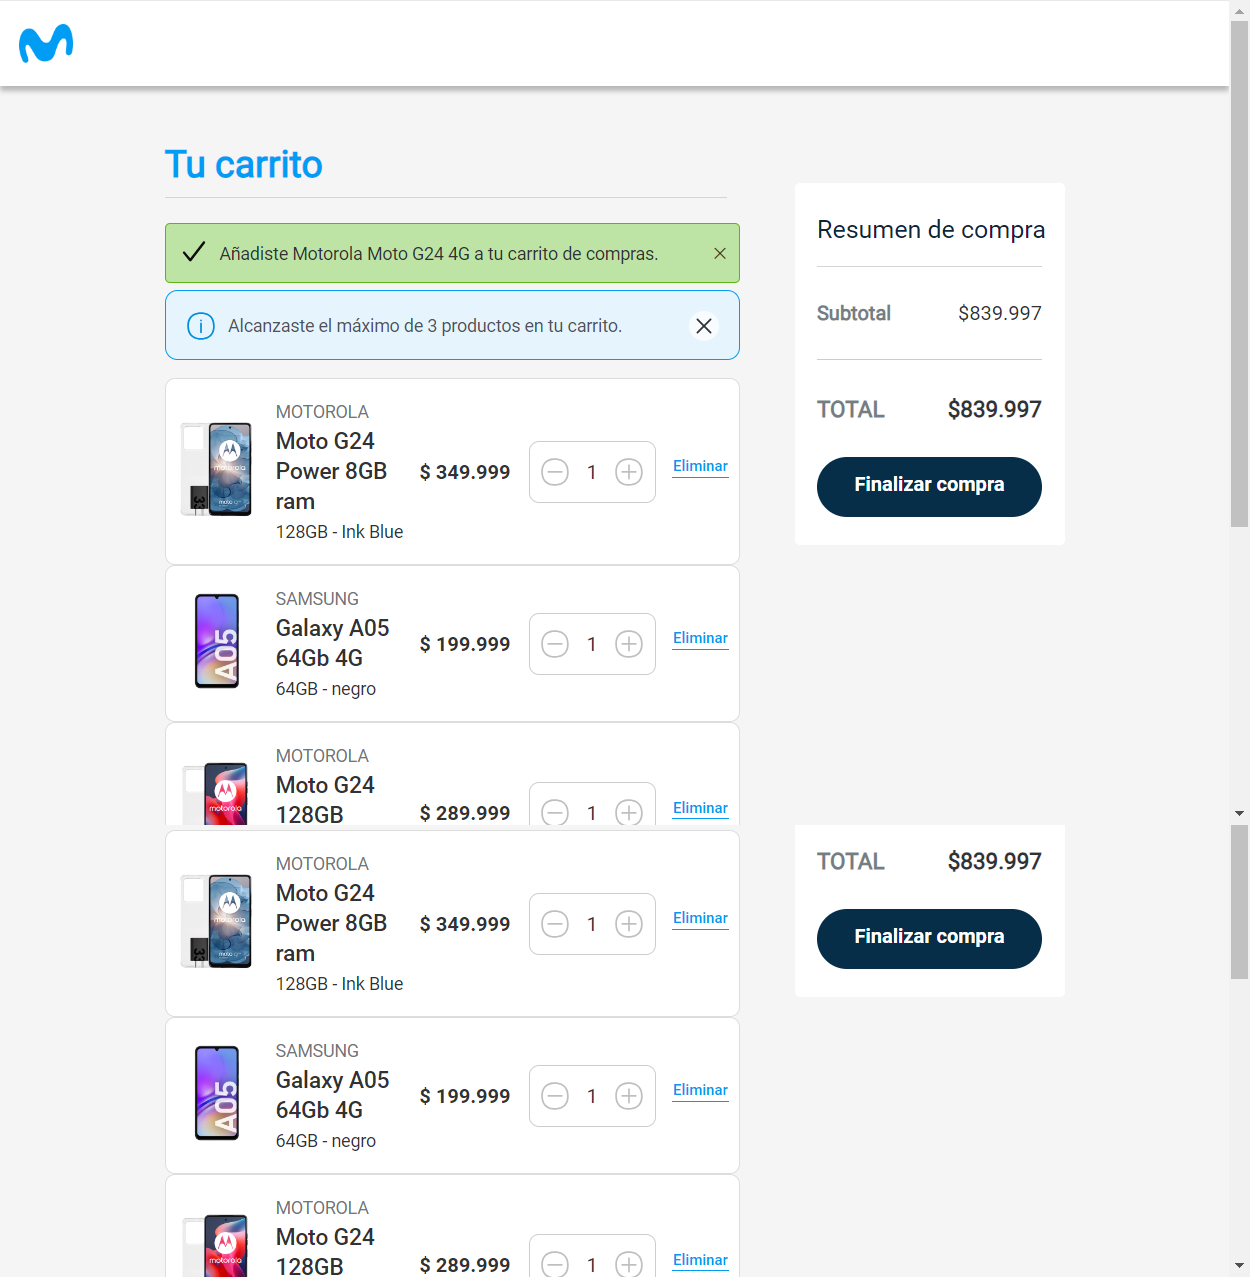 Tu carrito
Añadiste Motorola Moto G24 4G a tu carrito de compras.
Alcanzaste el máximo de 3 productos en tu carrito.
MOTOROLA
Moto G24
Power 8GB
ram
128GB - Ink Blue
$ 349.999
1
Eliminar
SAMSUNG
Galaxy A05
64Gb 4G
64GB - negro
A05
$ 199.999
1
Eliminar
MOTOROLA
Moto G24
128GB
motorola
$ 289.999
1
Eliminar
Resumen de compra
Subtotal $839.997
TOTAL $839.997
Finalizar compra
MOTOROLA
Moto G24
Power 8GB
ram
128GB - Ink Blue
$ 349.999
1
Eliminar
SAMSUNG
Galaxy A05
64Gb 4G
64GB - negro
A05
$ 199.999
1
Eliminar
MOTOROLA
Moto G24
128GB
motorola
$ 289.999
1
Eliminar
TOTAL $839.997
Finalizar compra